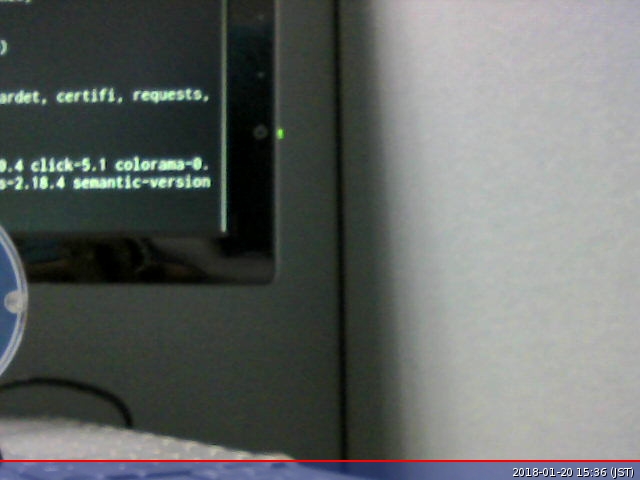 )
ardet, certifi, requests,
0.4 click-5.1 colorama-0.
s-2.18.4 semantic-version
2018-01-20 15:36 (JST)